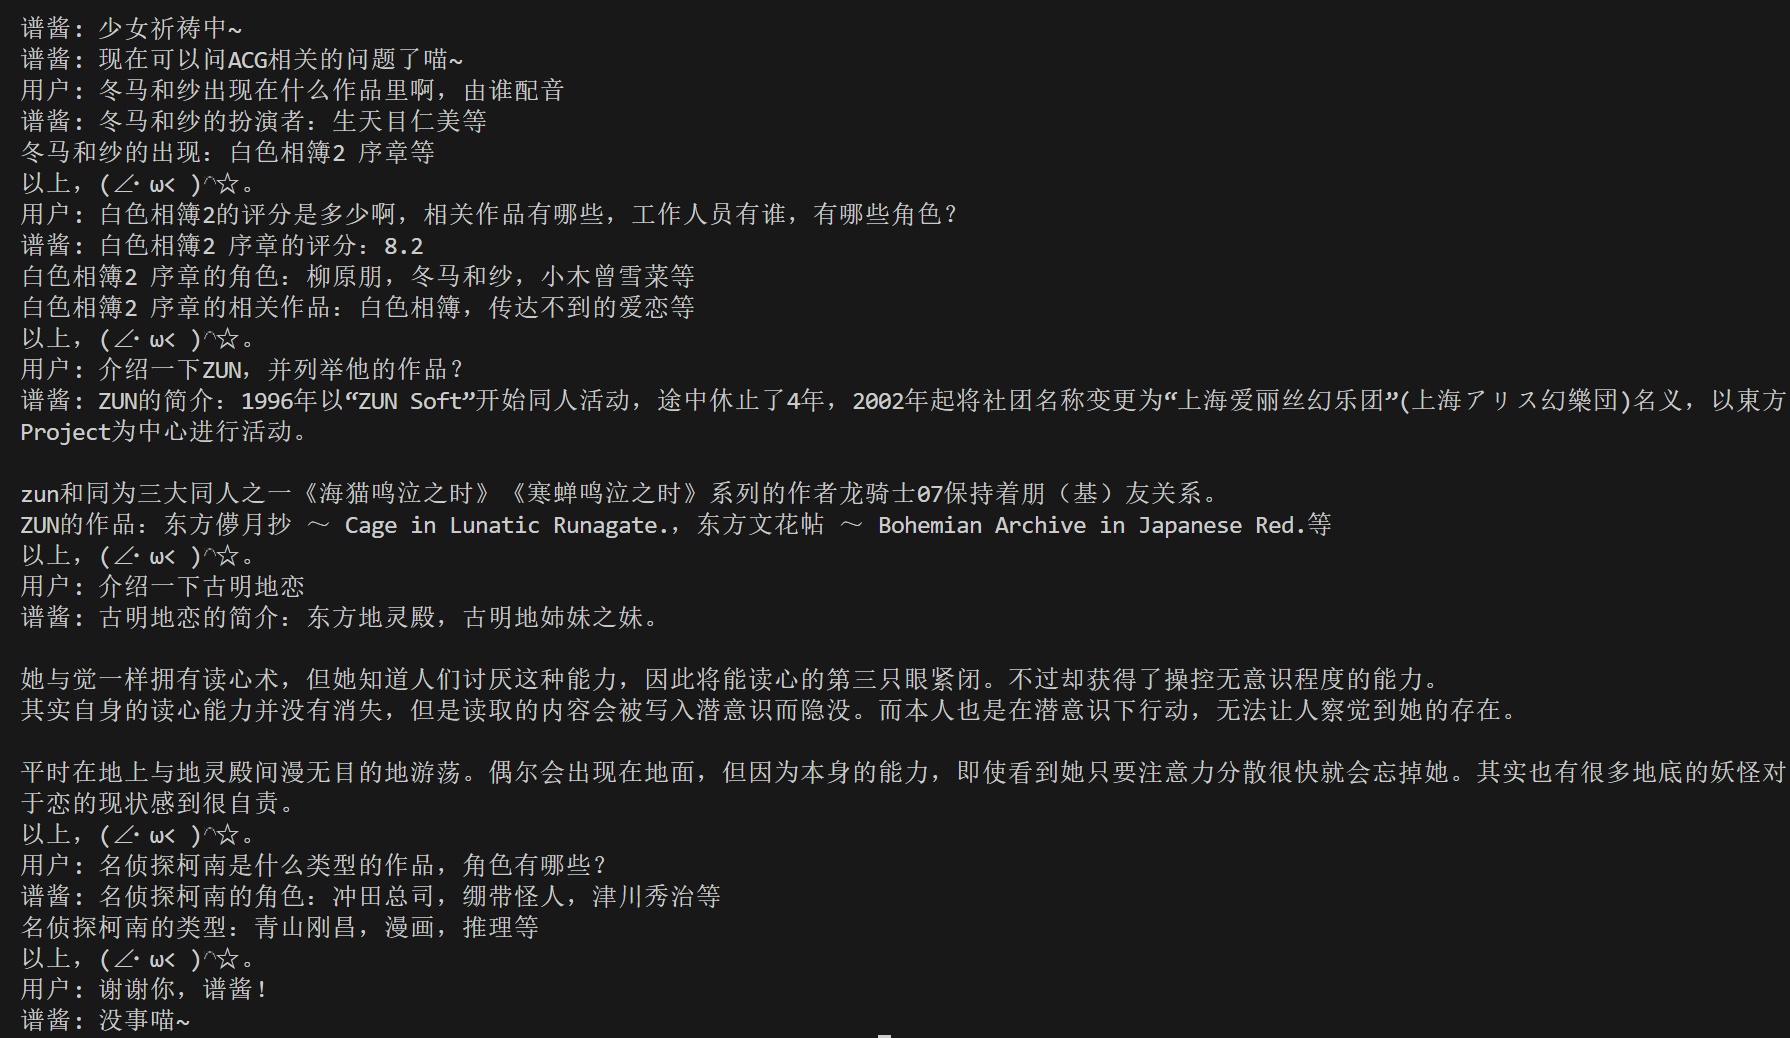 谱酱: 少女祈祷中~
谱酱: 现在可以问ACG相关的问题了喵~
用户: 冬马和纱出现在什么作品里啊，由谁配音
谱酱: 冬马和纱的扮演者: 生天目仁美等
冬马和纱的出现: 白色相簿2 序章等
以上，(∠・ω< )⌒☆。
用户: 白色相簿2的评分是多少啊，相关作品有哪些，工作人员有谁，有哪些角色？
谱酱: 白色相簿2 序章的评分: 8.2
白色相簿2 序章的角色: 柳原朋，冬马和纱，小木曾雪菜等
白色相簿2 序章的相关作品: 白色相簿，传达不到的爱恋等
以上，(∠・ω< )⌒☆。
用户: 介绍一下ZUN，并列举他的作品？
谱酱: ZUN的简介: 1996年以“ZUN Soft”开始同人活动，途中休止了4年，2002年起将社团名称变更为“上海爱丽丝幻乐团”(上海アリス幻樂団)名义，以東方
Project为中心进行活动。
zun和同为三大同人之一《海猫鸣泣之时》《寒蝉鸣泣之时》系列的作者龙骑士07保持着朋（基）友关系。
ZUN的作品: 东方儚月抄 ～ Cage in Lunatic Runagate.，东方文花帖 ～ Bohemian Archive in Japanese Red.等
以上，(∠・ω< )⌒☆。
用户: 介绍一下古明地恋
谱酱: 古明地恋的简介: 东方地灵殿，古明地姊妹之妹。
她与觉一样拥有读心术，但她知道人们讨厌这种能力，因此将能读心的第三只眼紧闭。不过却获得了操控无意识程度的能力。
其实自身的读心能力并没有消失，但是读取的内容会被写入潜意识而隐没。而本人也是在潜意识下行动，无法让人察觉到她的存在。
平时在地上与地灵殿间漫无目的地游荡。偶尔会出现在地面，但因为本身的能力，即使看到她只要注意力分散很快就会忘掉她。其实也有很多地底的妖怪对
于恋的现状感到很自责。
以上，(∠・ω< )⌒☆。
用户: 名侦探柯南是什么类型的作品，角色有哪些？
谱酱: 名侦探柯南的角色: 冲田总司，绷带怪人，津川秀治等
名侦探柯南的类型: 青山刚昌，漫画，推理等
以上，(∠・ω< )⌒☆。
用户: 谢谢你，谱酱！
谱酱: 没事喵~